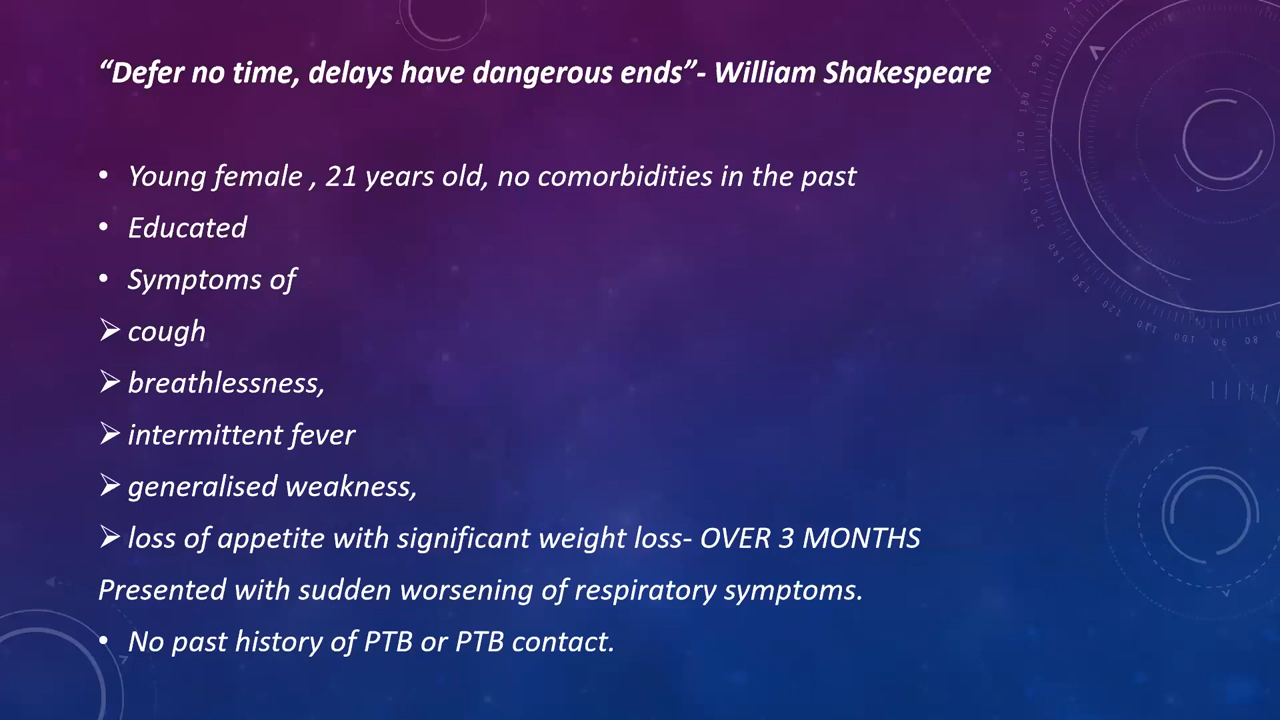 “Defer no time, delays have dangerous ends”- William Shakespeare
• Young female , 21 years old, no comorbidities in the past
• Educated
• Symptoms of
➢ cough
➢ breathlessness,
➢ intermittent fever
➢ generalised weakness,
➢ loss of appetite with significant weight loss- OVER 3 MONTHS
Presented with sudden worsening of respiratory symptoms.
• No past history of PTB or PTB contact.